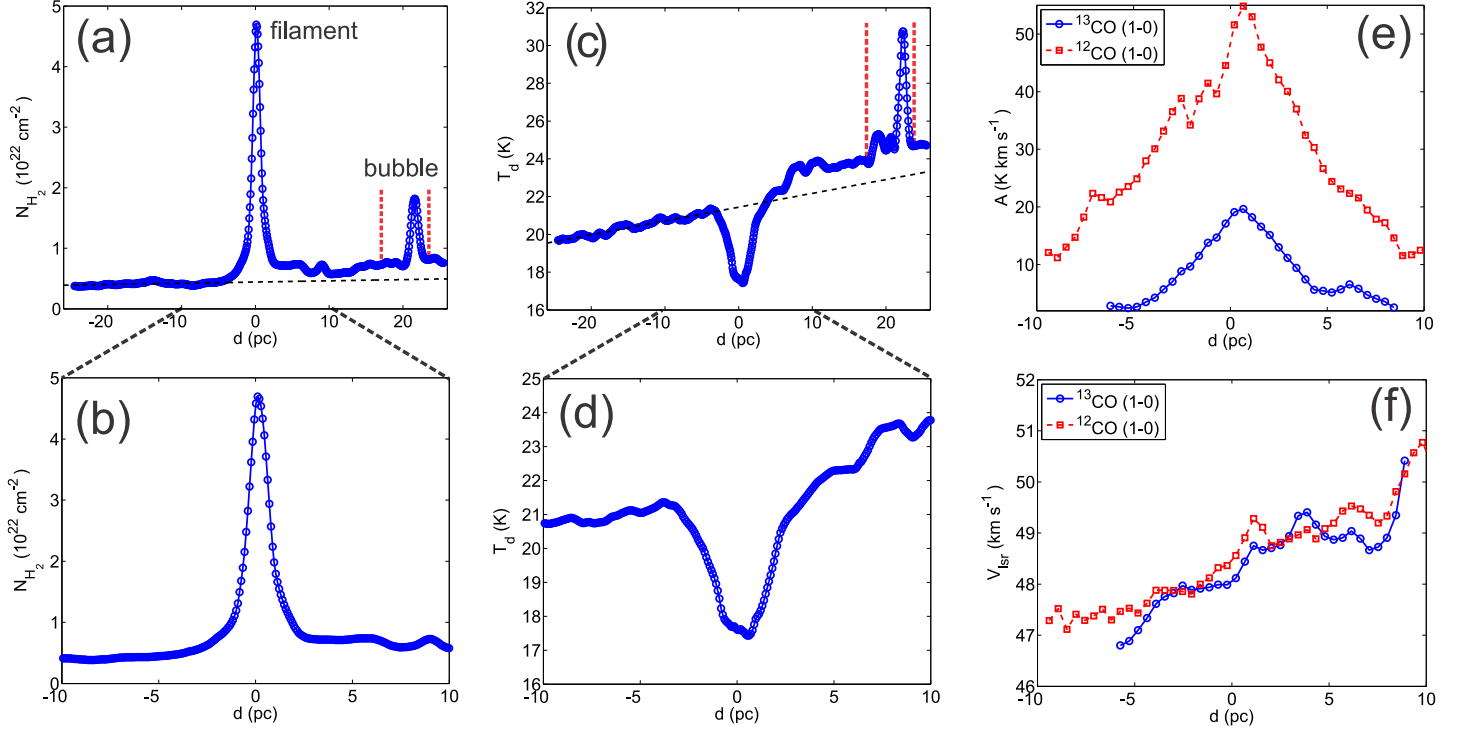 (a)
filament
bubble
N_H₂ (10²² cm⁻²)
5
4
3
2
1
0
-20 -10 0 10 20
d (pc)
(c)
T_d (K)
32
30
28
26
24
22
20
18
16
-20 -10 0 10 20
d (pc)
(e)
¹³CO (1-0)
¹²CO (1-0)
A (K km s⁻¹)
50
40
30
20
10
-10 -5 0 5 10
d (pc)
(b)
N_H₂ (10²² cm⁻²)
5
4
3
2
1
0
-10 -5 0 5 10
d (pc)
(d)
T_d (K)
25
24
23
22
21
20
19
18
17
16
-10 -5 0 5 10
d (pc)
(f)
¹³CO (1-0)
¹²CO (1-0)
V_lsr (km s⁻¹)
52
51
50
49
48
47
46
-10 -5 0 5 10
d (pc)